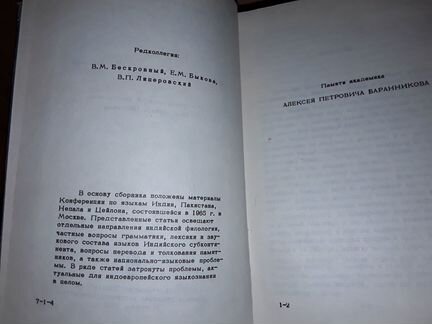 Редколлегия:
В.М. Бескровный, Е.М. Быкова,
В.П. Липеровский
В основу сборника положены материалы
Конференции по языкам Индии, Пакистана,
Непала и Цейлона, состоявшейся в 1965 г. в
Москве. Представленные статьи освещают
отдельные направления индийской филологии,
частные вопросы грамматики, лексики и зву-
кового состава языков Индийского субконти-
нента, вопросы перевода и толкования памят-
ников, а также национально-языковые пробле-
мы. В ряде статей затронуты проблемы, ак-
туальные для индоевропейского языкознания
в целом.
7-1-4
Памяти академика
АЛЕКСЕЯ ПЕТРОВИЧА БАРАННИКОВА
1-2